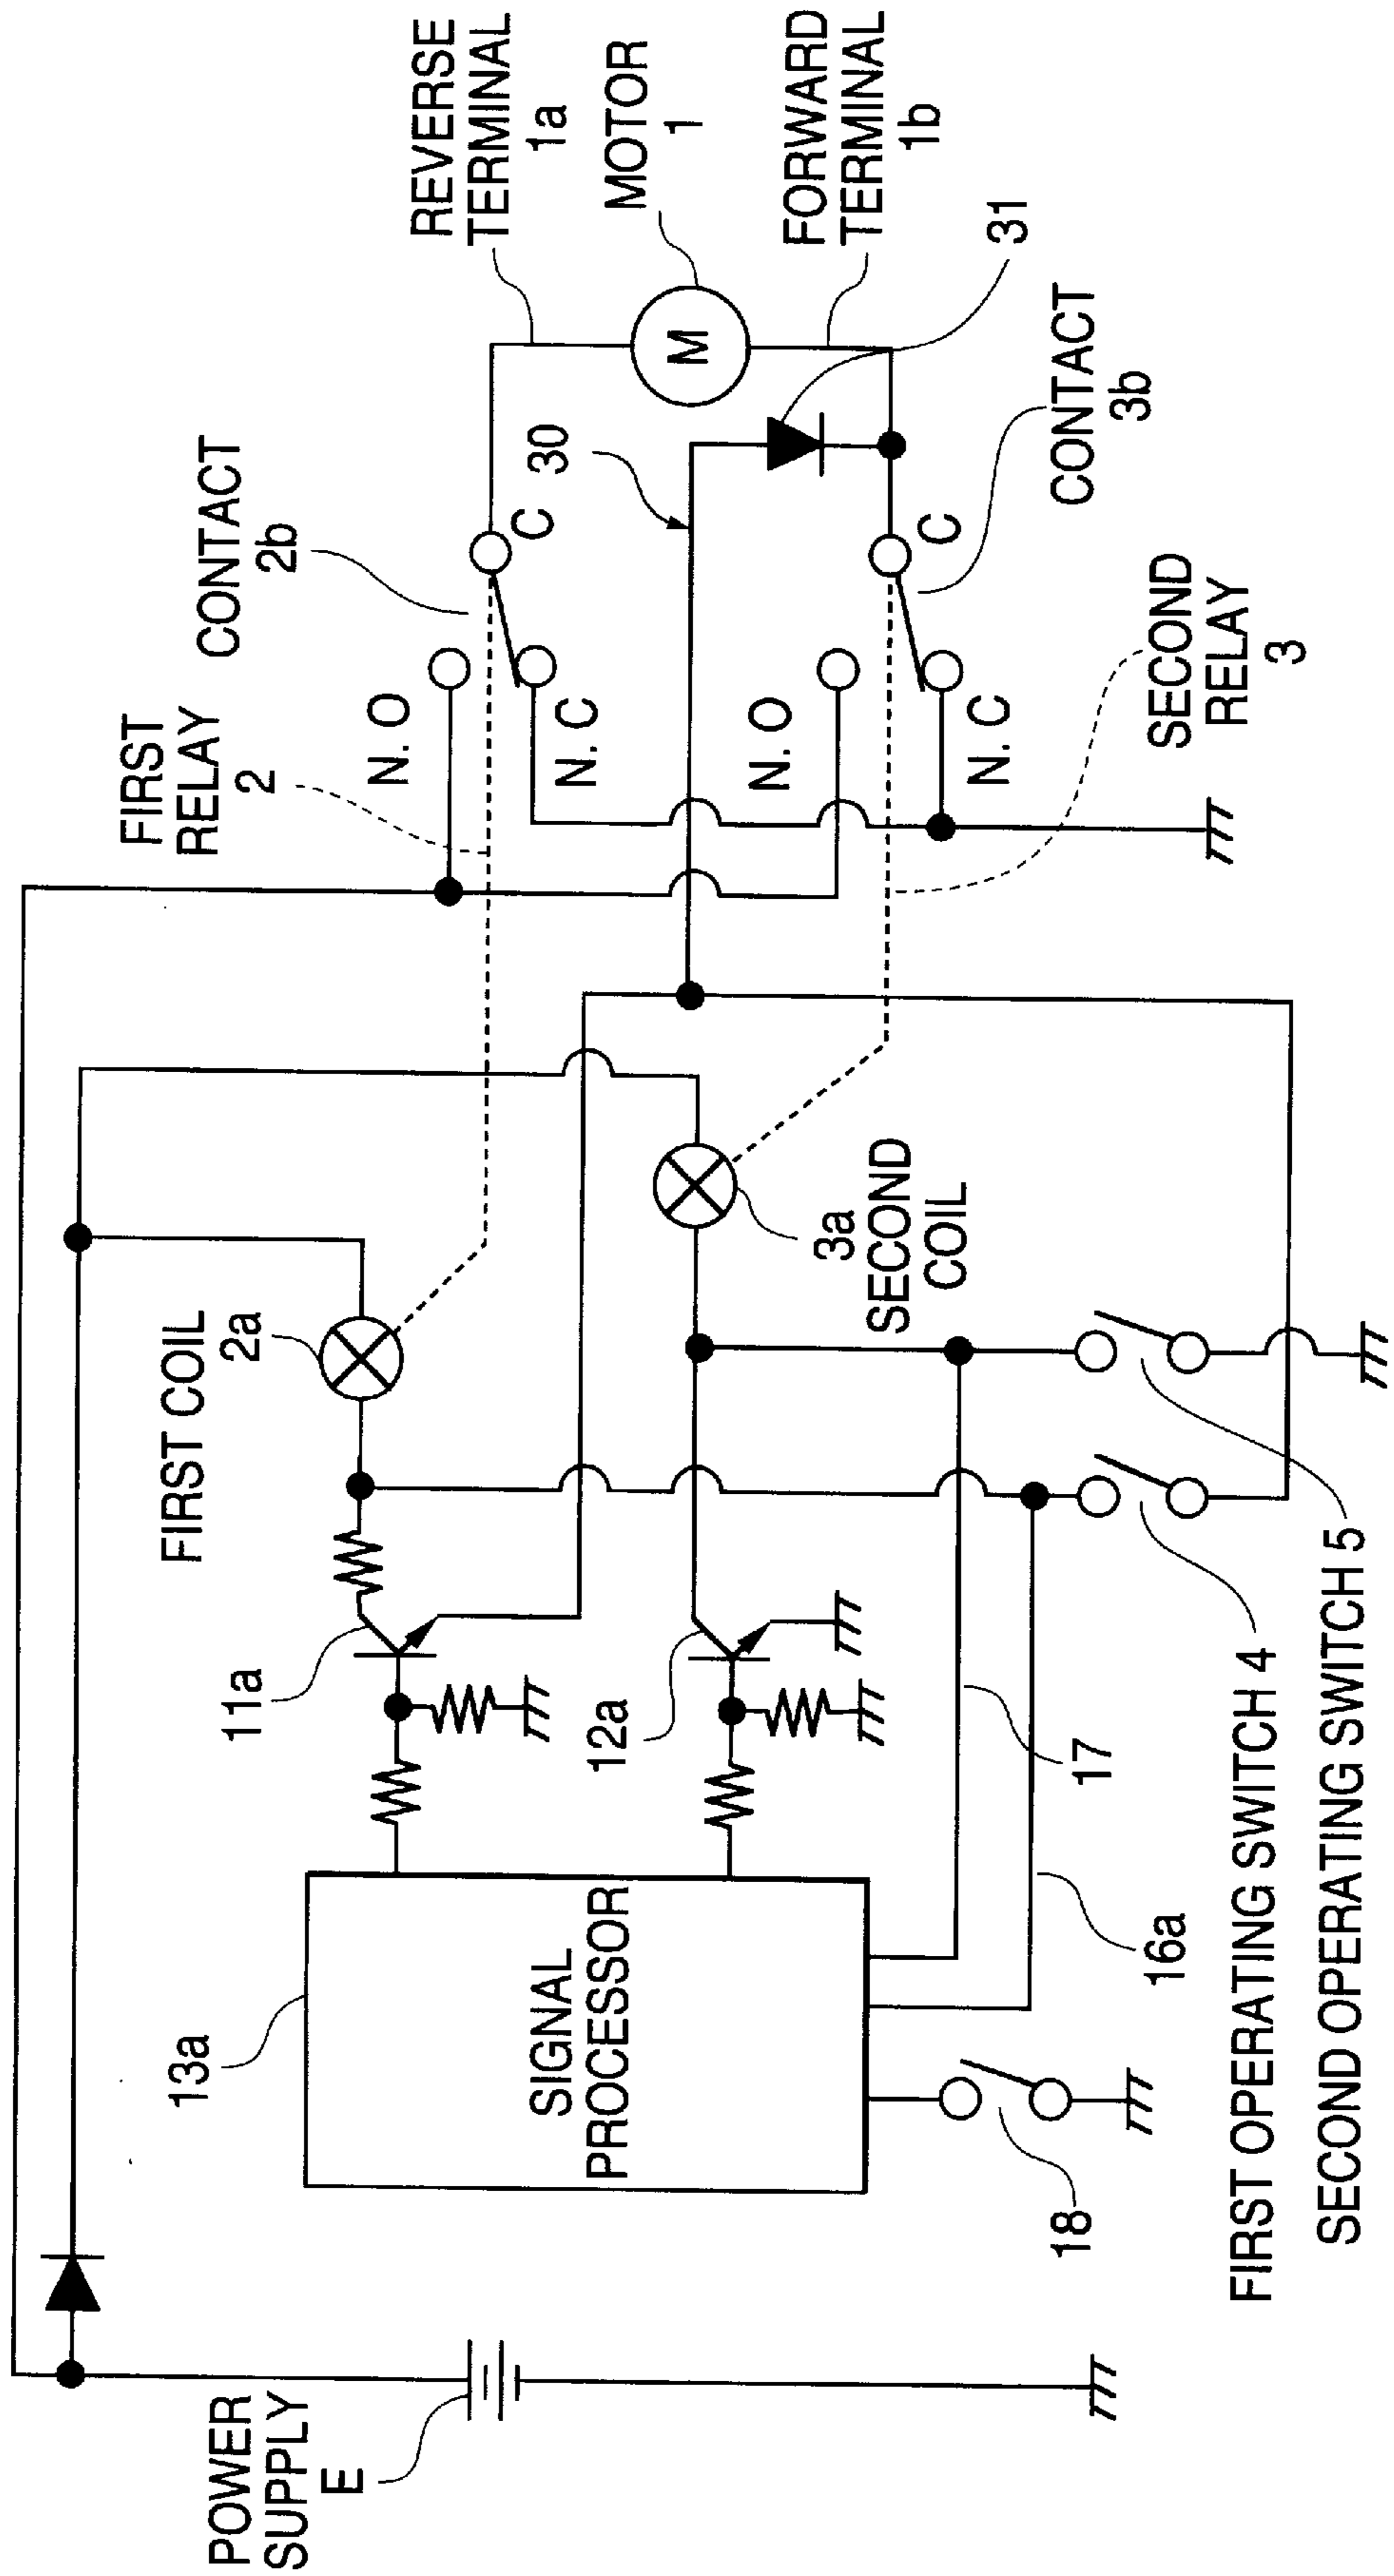 POWER
SUPPLY
E
13a
SIGNAL
PROCESSOR
18
11a
12a
FIRST COIL
2a
3a
SECOND
COIL
17
16a
FIRST OPERATING SWITCH 4
SECOND OPERATING SWITCH 5
FIRST
RELAY
2
CONTACT
2b
N. O
N. C
C
30
N. O
N. C
C
REVERSE
TERMINAL
1a
MOTOR
1
M
FORWARD
TERMINAL
1b
31
CONTACT
3b
SECOND
RELAY
3